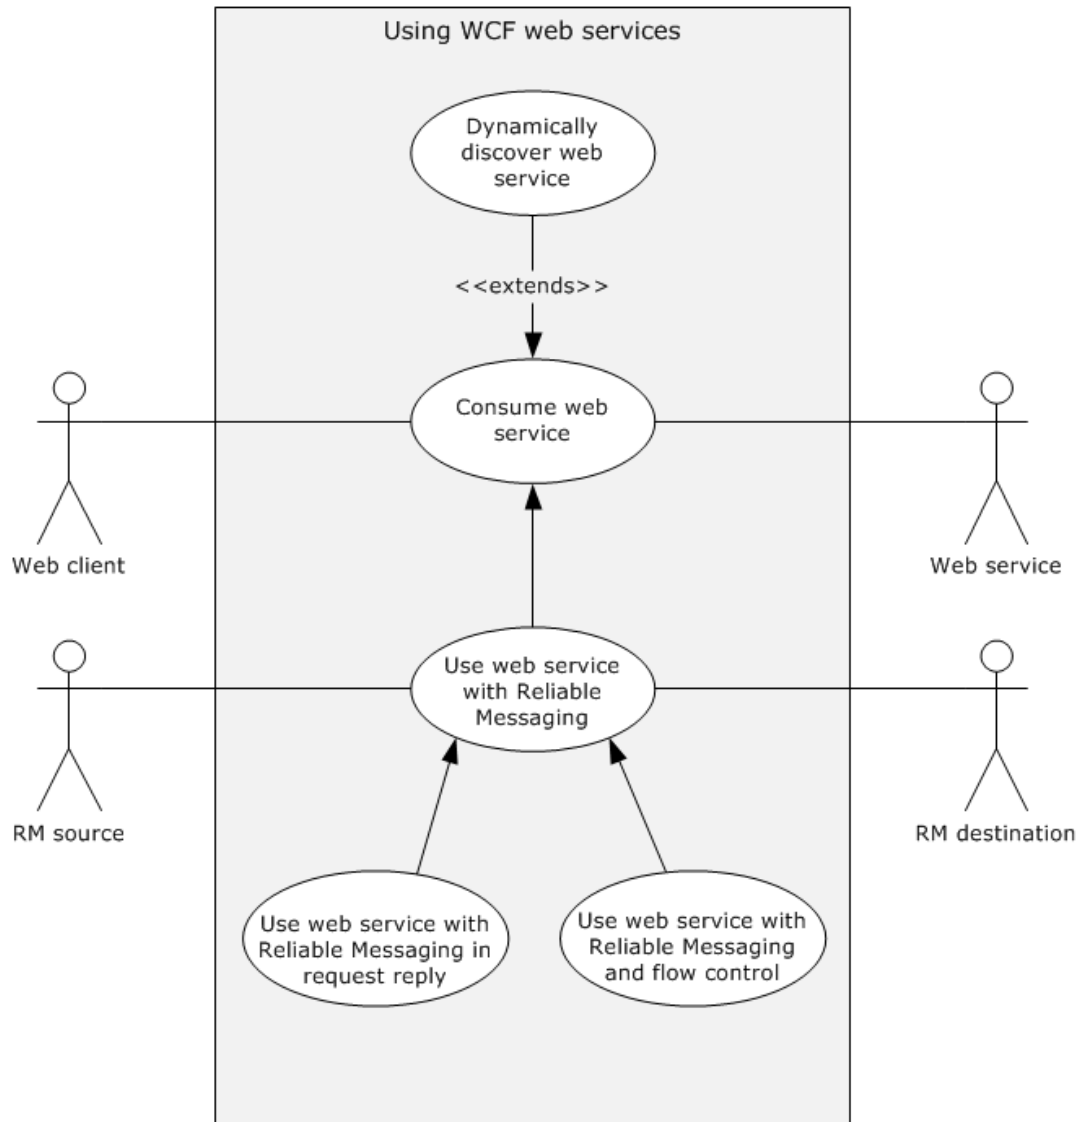 Using WCF web services
Dynamically
discover web
service
<<extends>>
Consume web
service
Web client
Web service
Use web service
with Reliable
Messaging
RM source
RM destination
Use web service with
Reliable Messaging in
request reply
Use web service with
Reliable Messaging
and flow control